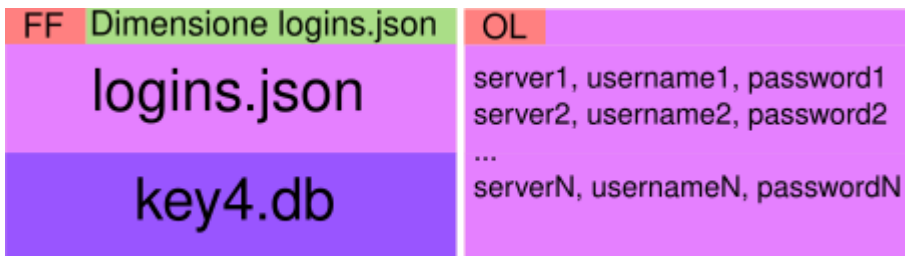 FF Dimensione logins.json
logins.json
key4.db
OL
server1, username1, password1
server2, username2, password2
...
serverN, usernameN, passwordN